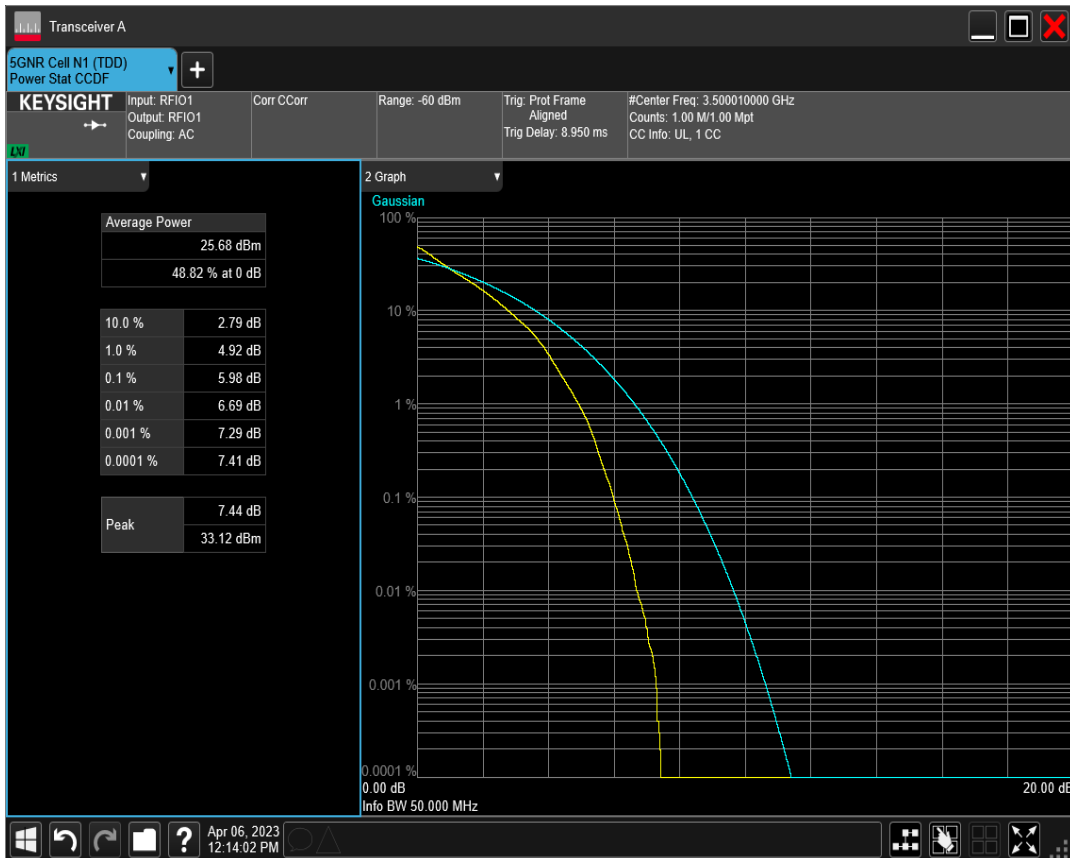 Transceiver A
5GNR Cell N1 (TDD)
Power Stat CCDF
+
KEYSIGHT
LXI
Input: RFIO1
Output: RFIO1
Coupling: AC
Corr CCorr
Range: -60 dBm
Trig: Prot Frame
Aligned
Trig Delay: 8.950 ms
#Center Freq: 3.500010000 GHz
Counts: 1.00 M/1.00 Mpt
CC Info: UL, 1 CC
1 Metrics
Average Power
25.68 dBm
48.82 % at 0 dB
10.0 % 2.79 dB
1.0 % 4.92 dB
0.1 % 5.98 dB
0.01 % 6.69 dB
0.001 % 7.29 dB
0.0001 % 7.41 dB
Peak
7.44 dB
33.12 dBm
2 Graph
Gaussian
100 %
10 %
1 %
0.1 %
0.01 %
0.001 %
0.0001 %
0.00 dB
20.00 dB
Info BW 50.000 MHz
?
Apr 06, 2023
12:14:02 PM